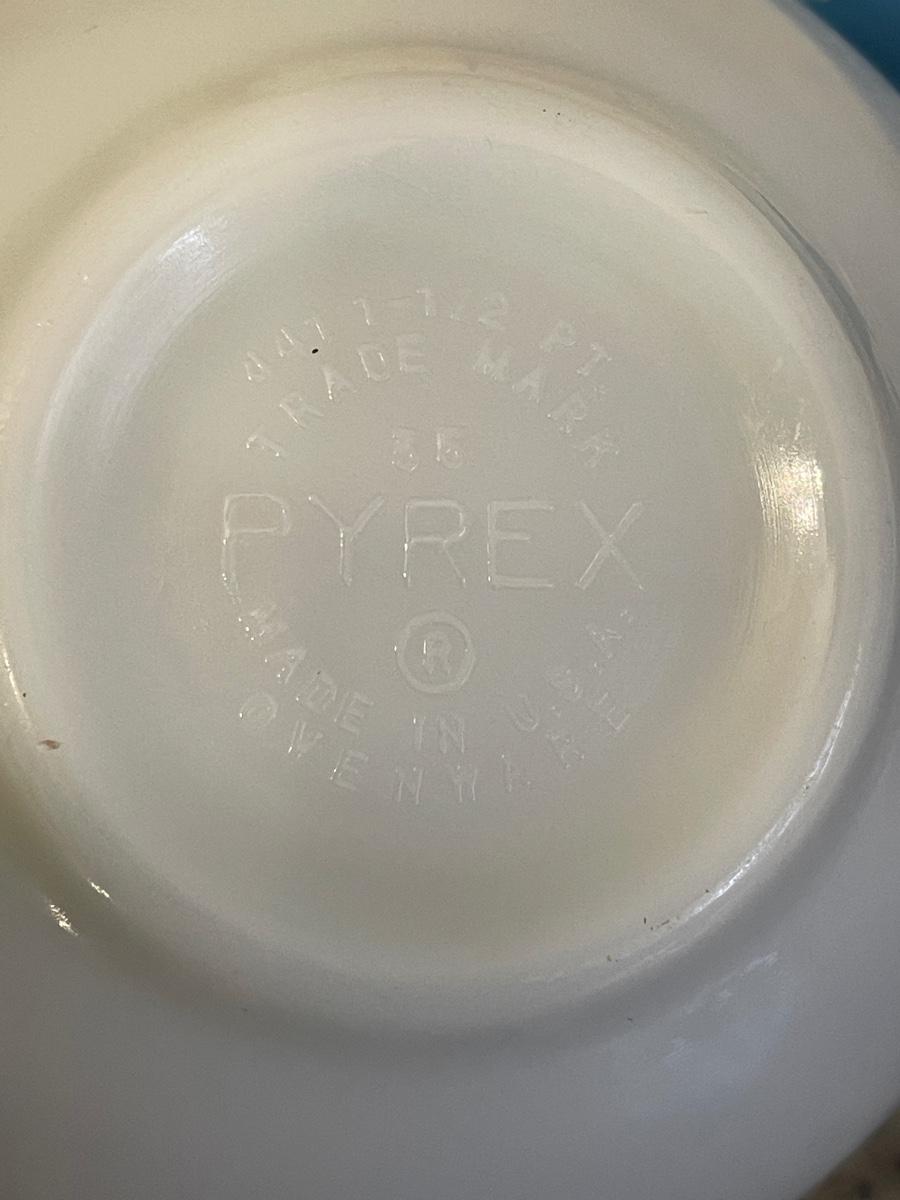 441 1-1/2 PT
TRADE MARK
35
PYREX
®
MADE IN U.S.A.
OVENWARE